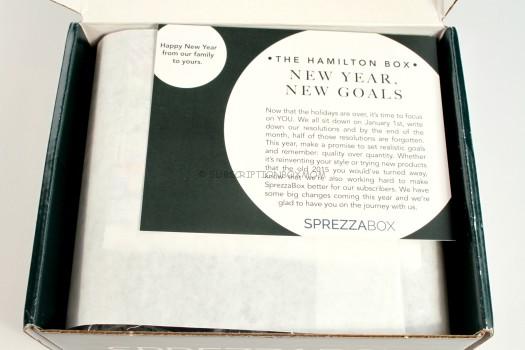 Happy New Year
from our family
to yours.
•THE HAMILTON BOX•
NEW YEAR,
NEW GOALS
Now that the holidays are over, it's time to focus
on YOU. We all sit down on January 1st, write
down our resolutions and by the end of the
month, half of those resolutions are forgotten.
This year, make a promise to set realistic goals
and remember: quality over quantity. Whether
it's reinventing your style or trying new products
that the old 2015 you would've turned away,
know that we're also working hard to make
SprezzaBox better for our subscribers. We have
some big changes coming this year and we're
glad to have you on the journey with us.
SPREZZABOX
© SUBSCRIPTIONBOXMOM